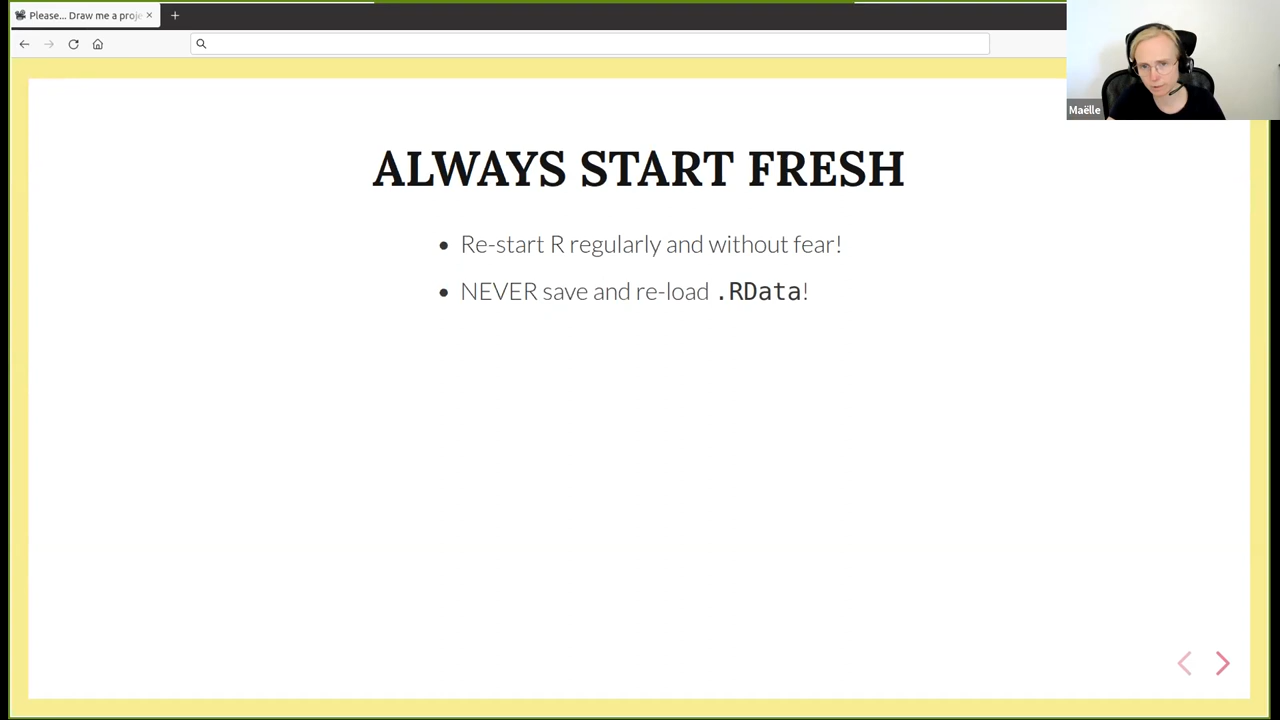 Please... Draw me a proje
Maëlle
ALWAYS START FRESH
Re-start R regularly and without fear!
NEVER save and re-load .RData!